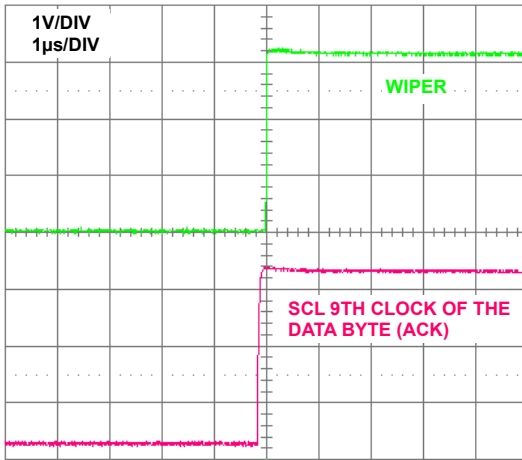 1V/DIV
1µs/DIV
WIPER
SCL 9TH CLOCK OF THE
DATA BYTE (ACK)